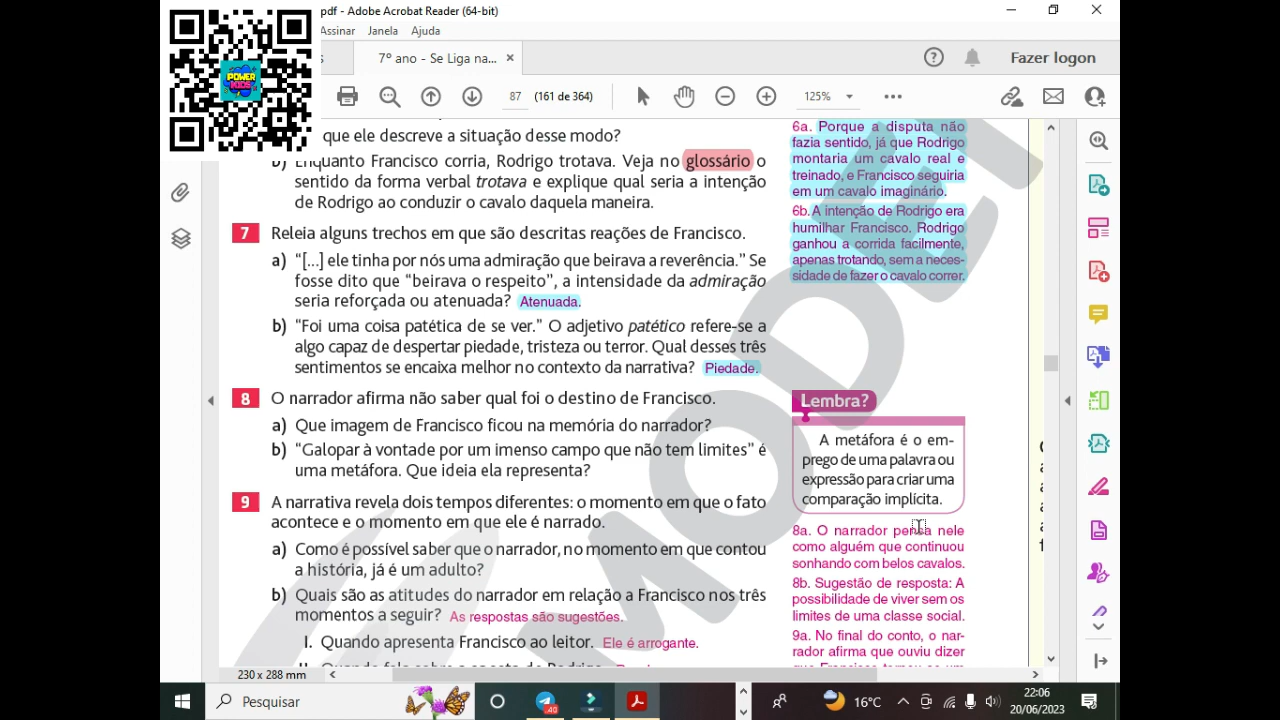 .pdf - Adobe Acrobat Reader (64-bit)
Assinar Janela Ajuda
s 7º ano - Se Liga na... × Fazer logon
87 (161 de 364) 125%
POWER KIDS
que ele descreve a situação desse modo?
b) Enquanto Francisco corria, Rodrigo trotava. Veja no glossário o
sentido da forma verbal trotava e explique qual seria a intenção
de Rodrigo ao conduzir o cavalo daquela maneira.
7 Releia alguns trechos em que são descritas reações de Francisco.
a) “[...] ele tinha por nós uma admiração que beirava a reverência.” Se
fosse dito que “beirava o respeito”, a intensidade da admiração
seria reforçada ou atenuada? Atenuada.
b) “Foi uma coisa patética de se ver.” O adjetivo patético refere-se a
algo capaz de despertar piedade, tristeza ou terror. Qual desses três
sentimentos se encaixa melhor no contexto da narrativa? Piedade.
8 O narrador afirma não saber qual foi o destino de Francisco.
a) Que imagem de Francisco ficou na memória do narrador?
b) “Galopar à vontade por um imenso campo que não tem limites” é
uma metáfora. Que ideia ela representa?
9 A narrativa revela dois tempos diferentes: o momento em que o fato
acontece e o momento em que ele é narrado.
a) Como é possível saber que o narrador, no momento em que contou
a história, já é um adulto?
b) Quais são as atitudes do narrador em relação a Francisco nos três
momentos a seguir? As respostas são sugestões.
I. Quando apresenta Francisco ao leitor. Ele é arrogante.
6a. Porque a disputa não
fazia sentido, já que Rodrigo
montaria um cavalo real e
treinado, e Francisco seguiria
em um cavalo imaginário.
6b. A intenção de Rodrigo era
humilhar Francisco. Rodrigo
ganhou a corrida facilmente,
apenas trotando, sem a neces-
sidade de fazer o cavalo correr.
Lembra?
A metáfora é o em-
prego de uma palavra ou
expressão para criar uma
comparação implícita.
8a. O narrador pensa nele
como alguém que continuou
sonhando com belos cavalos.
8b. Sugestão de resposta: A
possibilidade de viver sem os
limites de uma classe social.
9a. No final do conto, o nar-
rador afirma que ouviu dizer
que Francisco tornou-se um
MODE
MODE
230 x 288 mm
Pesquisar 40 16°C 22:06
20/06/2023